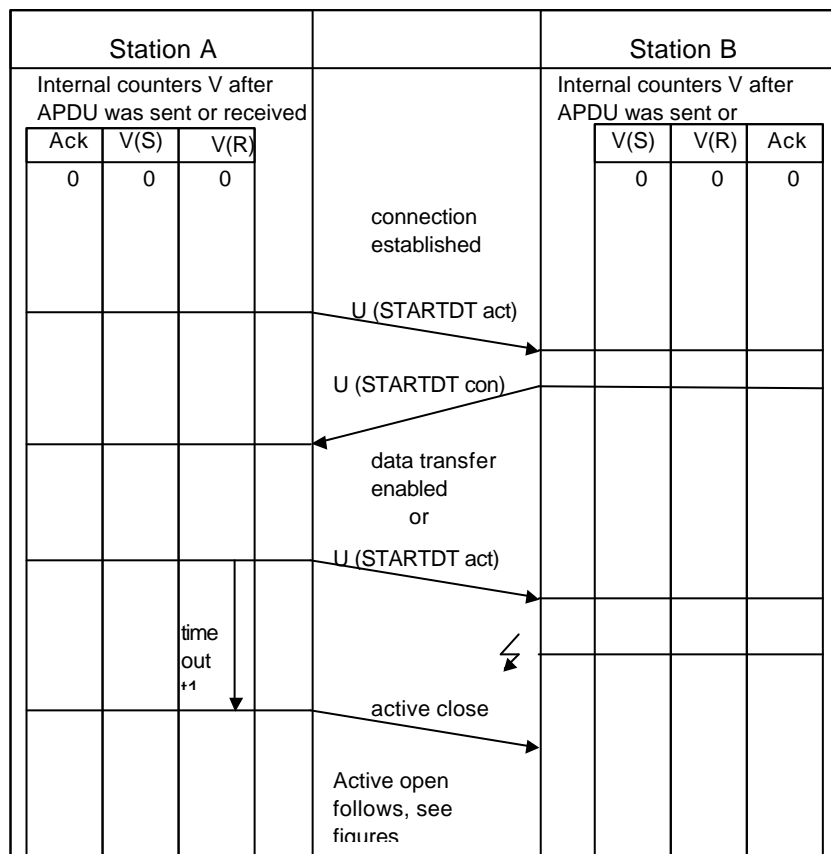 Station A
Station B
Internal counters V after
APDU was sent or received
Internal counters V after
APDU was sent or
Ack V(S) V(R)
V(S) V(R) Ack
0 0 0
0 0 0
connection
established
U (STARTDT act)
U (STARTDT con)
data transfer
enabled
or
U (STARTDT act)
time
out
t1
active close
Active open
follows, see
figures